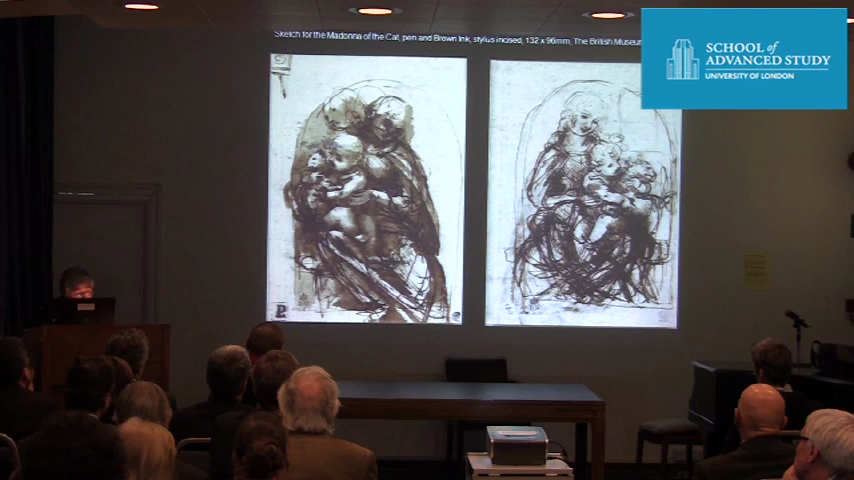 Sketch for the Madonna of the Cat, pen and Brown Ink, stylus incised, 132 x 96mm, The British Museum
SCHOOL of
ADVANCED STUDY
UNIVERSITY OF LONDON